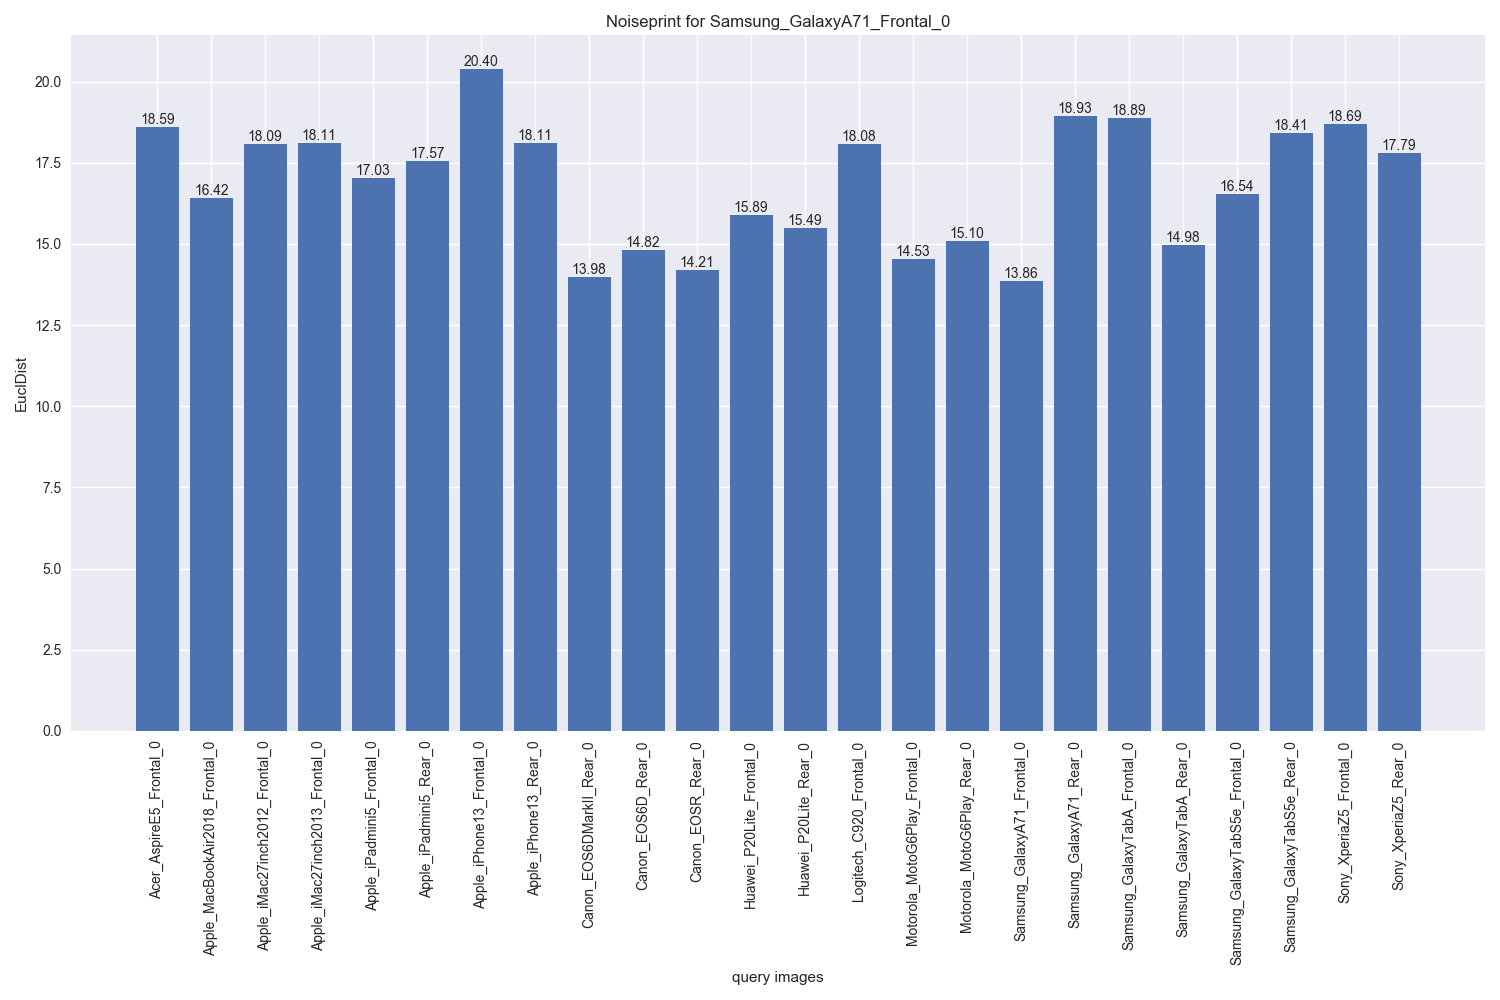 Noiseprint for Samsung_GalaxyA71_Frontal_0
EuclDist
20.0
17.5
15.0
12.5
10.0
7.5
5.0
2.5
0.0
18.59
16.42
18.09
18.11
17.03
17.57
20.40
18.11
13.98
14.82
14.21
15.89
15.49
18.08
14.53
15.10
13.86
18.93
18.89
14.98
16.54
18.41
18.69
17.79
Acer_AspireE5_Frontal_0
Apple_MacBookAir2018_Frontal_0
Apple_iMac27inch2012_Frontal_0
Apple_iMac27inch2013_Frontal_0
Apple_iPadmini5_Frontal_0
Apple_iPadmini5_Rear_0
Apple_iPhone13_Frontal_0
Apple_iPhone13_Rear_0
Canon_EOS6DMarkII_Rear_0
Canon_EOS6D_Rear_0
Canon_EOSR_Rear_0
Huawei_P20Lite_Frontal_0
Huawei_P20Lite_Rear_0
Logitech_C920_Frontal_0
Motorola_MotoG6Play_Frontal_0
Motorola_MotoG6Play_Rear_0
Samsung_GalaxyA71_Frontal_0
Samsung_GalaxyA71_Rear_0
Samsung_GalaxyTabA_Frontal_0
Samsung_GalaxyTabA_Rear_0
Samsung_GalaxyTabS5e_Frontal_0
Samsung_GalaxyTabS5e_Rear_0
Sony_XperiaZ5_Frontal_0
Sony_XperiaZ5_Rear_0
query images